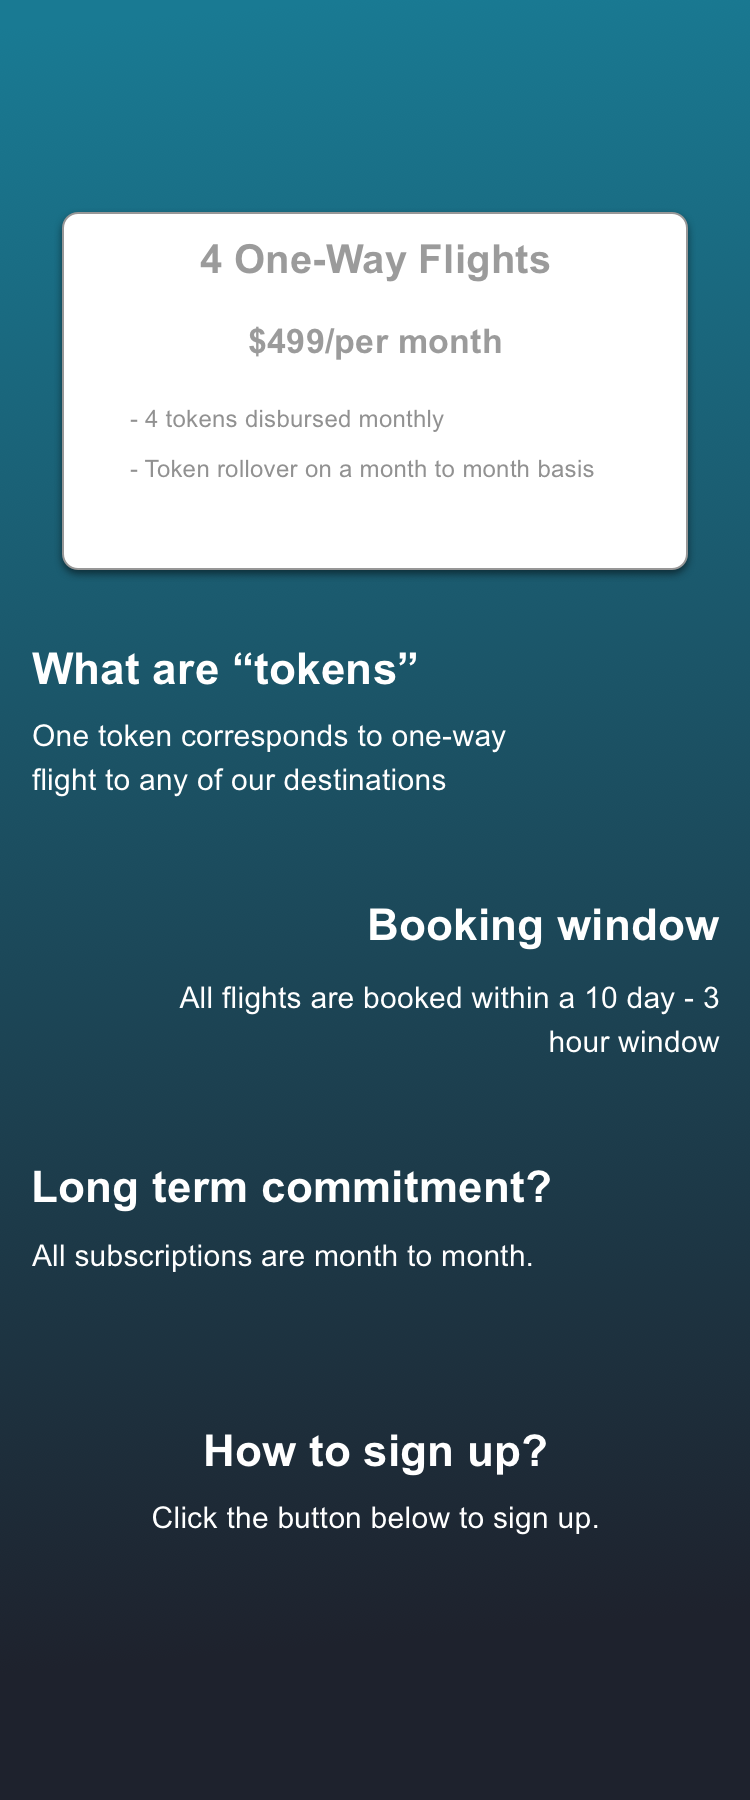 4 One-Way Flights
$499/per month
- 4 tokens disbursed monthly
- Token rollover on a month to month basis
What are “tokens”
One token corresponds to one-way
flight to any of our destinations
Booking window
All flights are booked within a 10 day - 3
hour window
Long term commitment?
All subscriptions are month to month.
How to sign up?
Click the button below to sign up.